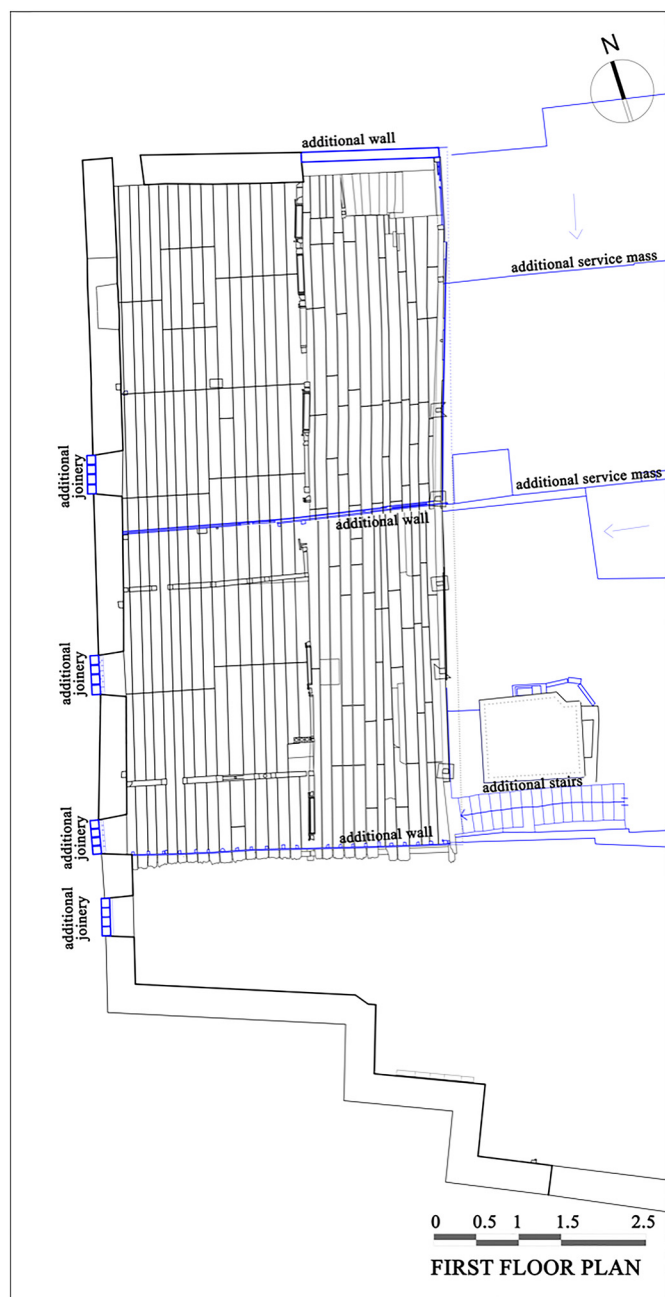 N
additional wall
additional service mass
additional
joinery
additional service mass
additional wall
additional
joinery
additional stairs
additional
joinery
additional wall
additional
joinery
0 0.5 1 1.5 2.5
FIRST FLOOR PLAN